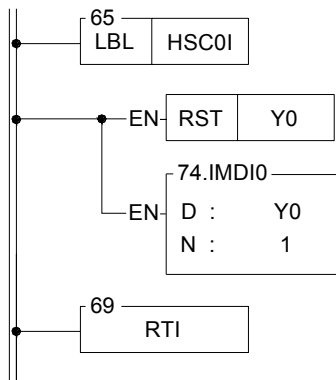 65
LBL HSC0I
EN RST Y0
74.IMDI0
EN D : Y0
N : 1
69
RTI